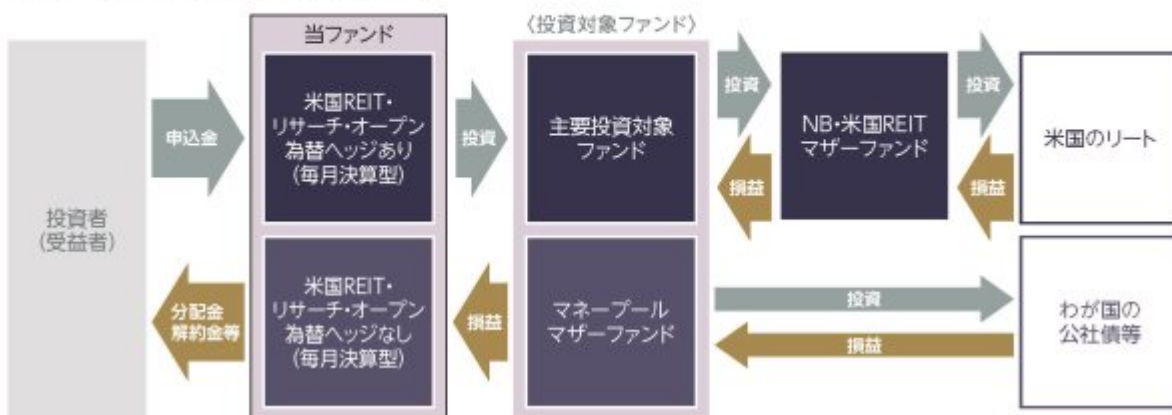 当ファンド
〈投資対象ファンド〉
投資者
(受益者)
申込金
分配金
解約金等
米国REIT・
リサーチ・オープン
為替ヘッジあり
(毎月決算型)
米国REIT・
リサーチ・オープン
為替ヘッジなし
(毎月決算型)
投資
損益
主要投資対象
ファンド
マネープール
マザーファンド
投資
損益
NB・米国REIT
マザーファンド
投資
損益
米国のリート
投資
損益
わが国の
公社債等